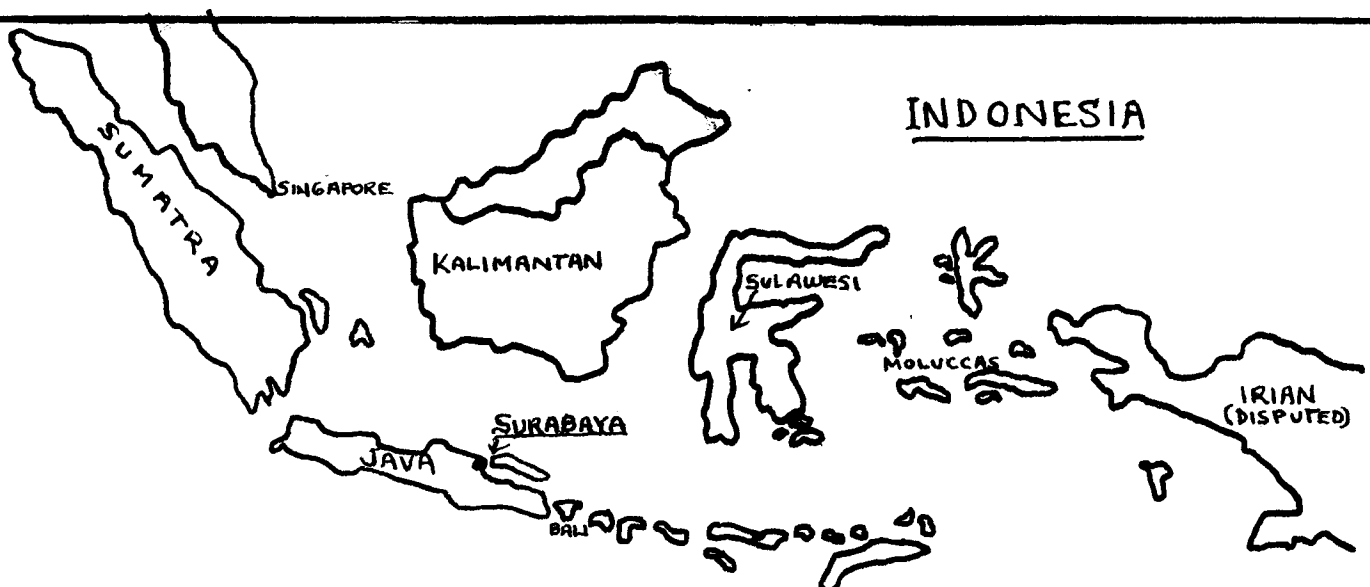 INDONESIA
SUMATRA
SINGAPORE
KALIMANTAN
SULAWESI
MOLUCCAS
IRIAN
(DISPUTED)
SURABAYA
JAVA
BALI